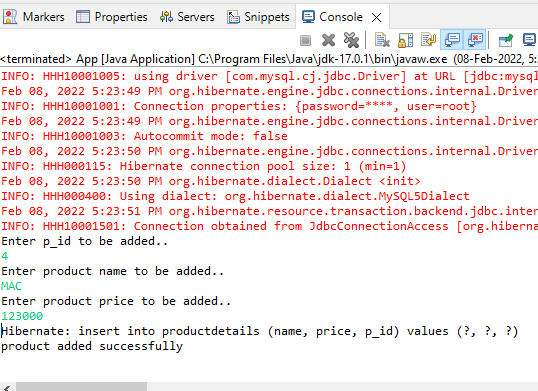 Markers Properties Servers Snippets Console
<terminated> App [Java Application] C:\Program Files\Java\jdk-17.0.1\bin\javaw.exe (08-Feb-2022 5:23:46
INFO: HHH10001005: using driver [com.mysql.cj.jdbc.Driver] at URL [jdbc:mysql
Feb 08, 2022 5:23:49 PM org.hibernate.engine.jdbc.connections.internal.Driver
INFO: HHH10001001: Connection properties: {password=****, user=root}
Feb 08, 2022 5:23:49 PM org.hibernate.engine.jdbc.connections.internal.Driver
INFO: HHH10001003: Autocommit mode: false
Feb 08, 2022 5:23:50 PM org.hibernate.engine.jdbc.connections.internal.Driver
INFO: HHH000115: Hibernate connection pool size: 1 (min=1)
Feb 08, 2022 5:23:50 PM org.hibernate.dialect.Dialect <init>
INFO: HHH000400: Using dialect: org.hibernate.dialect.MySQL5Dialect
Feb 08, 2022 5:23:51 PM org.hibernate.resource.transaction.backend.jdbc.inter
INFO: HHH10001501: Connection obtained from JdbcConnectionAccess [org.hiberna
Enter p_id to be added..
4
Enter product name to be added..
MAC
Enter product price to be added..
123000
Hibernate: insert into productdetails (name, price, p_id) values (?, ?, ?)
product added successfully